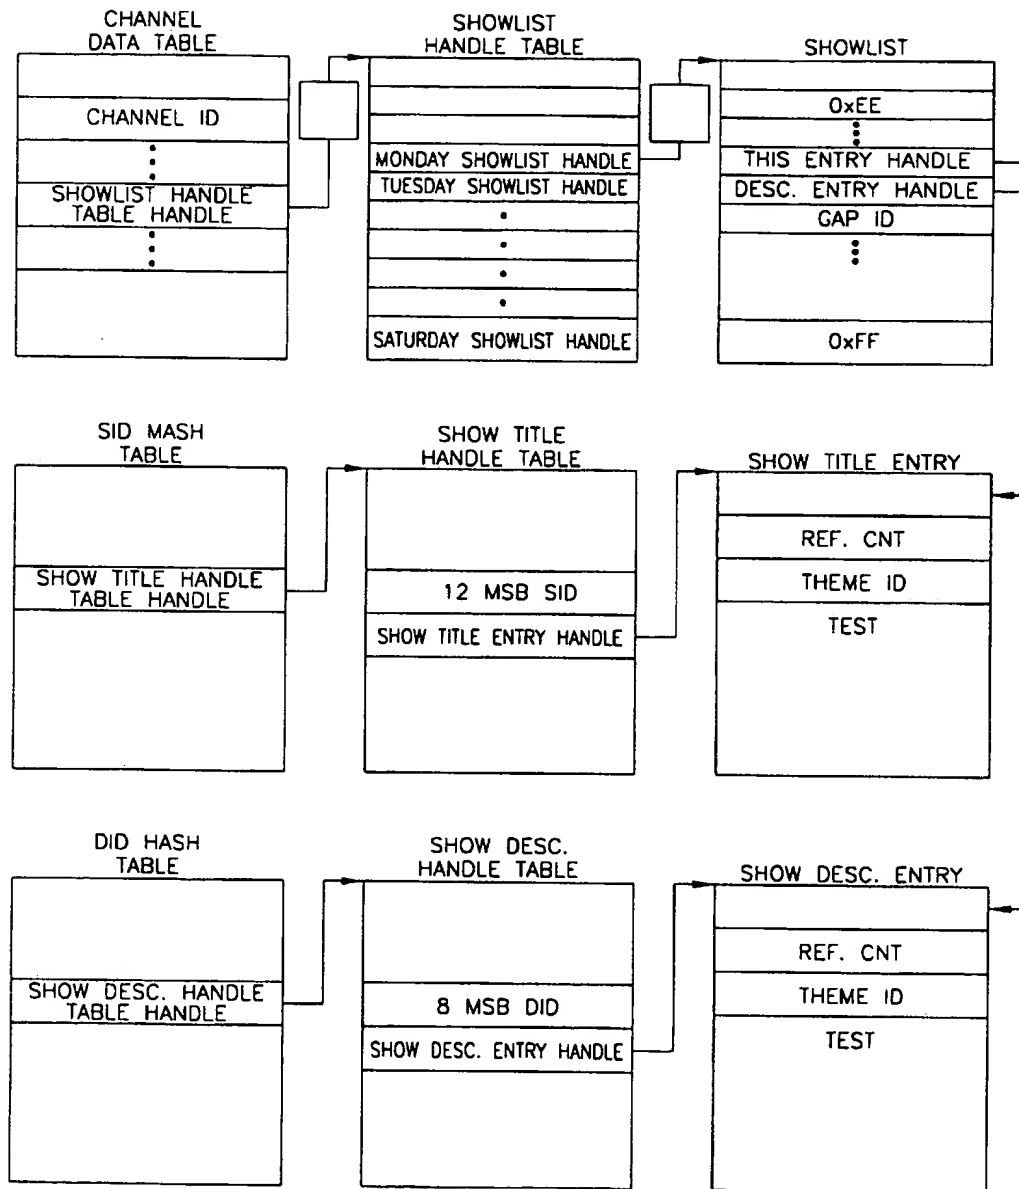 CHANNEL
DATA TABLE
CHANNEL ID
SHOWLIST HANDLE
TABLE HANDLE
SHOWLIST
HANDLE TABLE
MONDAY SHOWLIST HANDLE
TUESDAY SHOWLIST HANDLE
SATURDAY SHOWLIST HANDLE
SHOWLIST
0xEE
THIS ENTRY HANDLE
DESC. ENTRY HANDLE
GAP ID
0xFF
SID MASH
TABLE
SHOW TITLE HANDLE
TABLE HANDLE
SHOW TITLE
HANDLE TABLE
12 MSB SID
SHOW TITLE ENTRY HANDLE
SHOW TITLE ENTRY
REF. CNT
THEME ID
TEST
DID HASH
TABLE
SHOW DESC. HANDLE
TABLE HANDLE
SHOW DESC.
HANDLE TABLE
8 MSB DID
SHOW DESC. ENTRY HANDLE
SHOW DESC. ENTRY
REF. CNT
THEME ID
TEST